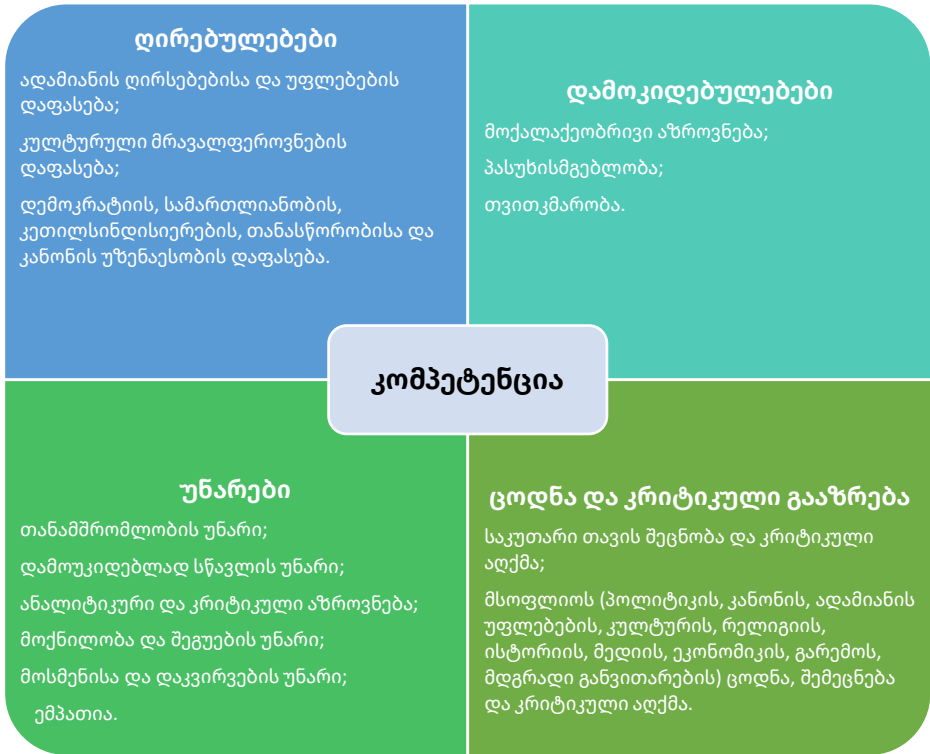 ღირებულებები
ადამიანის ღირსებებისა და უფლებების
დაფასება;
კულტურული მრავალფეროვნების
დაფასება;
დემოკრატიის, სამართლიანობის,
კეთილსინდისიერების, თანასწორობისა და
კანონის უზენაესობის დაფასება.
დამოკიდებულებები
მოქალაქეობრივი აზროვნება;
პასუხისმგებლობა;
თვითკმარობა.
კომპეტენცია
უნარები
თანამშრომლობის უნარი;
დამოუკიდებლად სწავლის უნარი;
ანალიტიკური და კრიტიკული აზროვნება;
მოქნილობა და შეგუების უნარი;
მოსმენისა და დაკვირვების უნარი;
ემპათია.
ცოდნა და კრიტიკული გააზრება
საკუთარი თავის შეცნობა და კრიტიკული
აღქმა;
მსოფლიოს (პოლიტიკის, კანონის, ადამიანის
უფლებების, კულტურის, რელიგიის,
ისტორიის, მედიის, ეკონომიკის, გარემოს,
მდგრადი განვითარების) ცოდნა, შემეცნება
და კრიტიკული აღქმა.